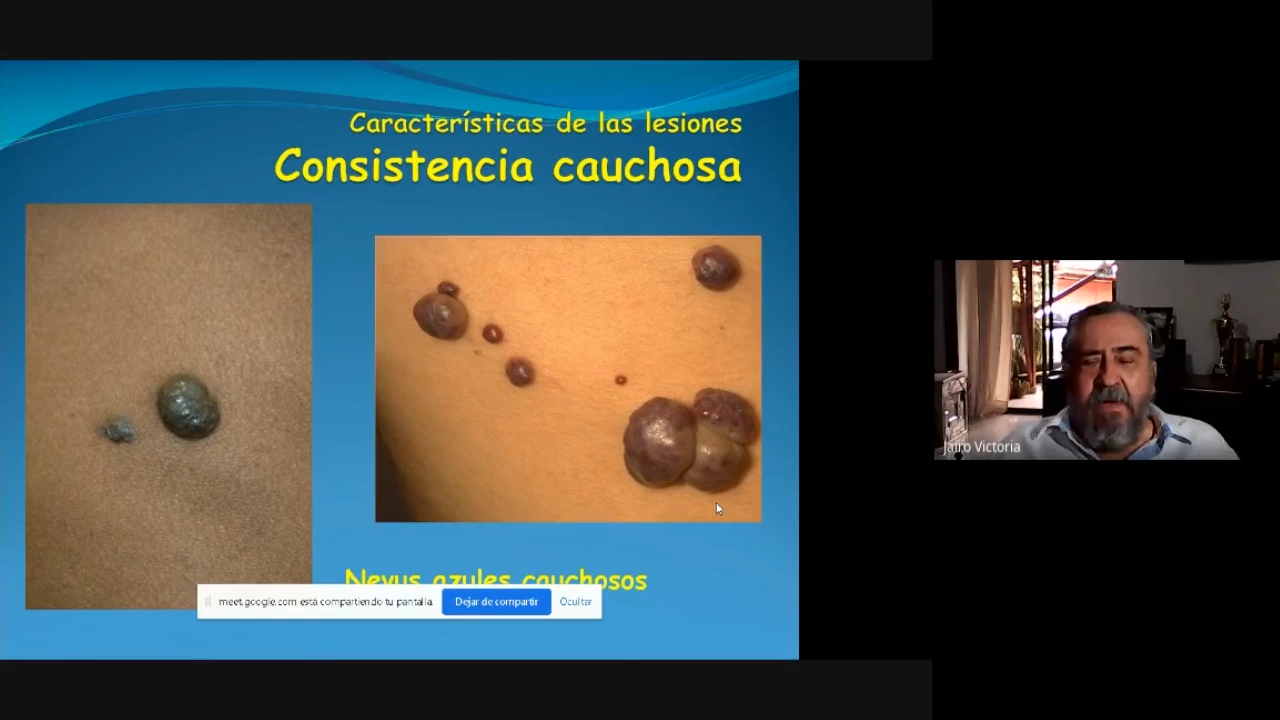 Características de las lesiones
Consistencia cauchosa
Nevus azules cauchosos
meet.google.com está compartiendo tu pantalla.
Dejar de compartir
Ocultar
Jairo Victoria